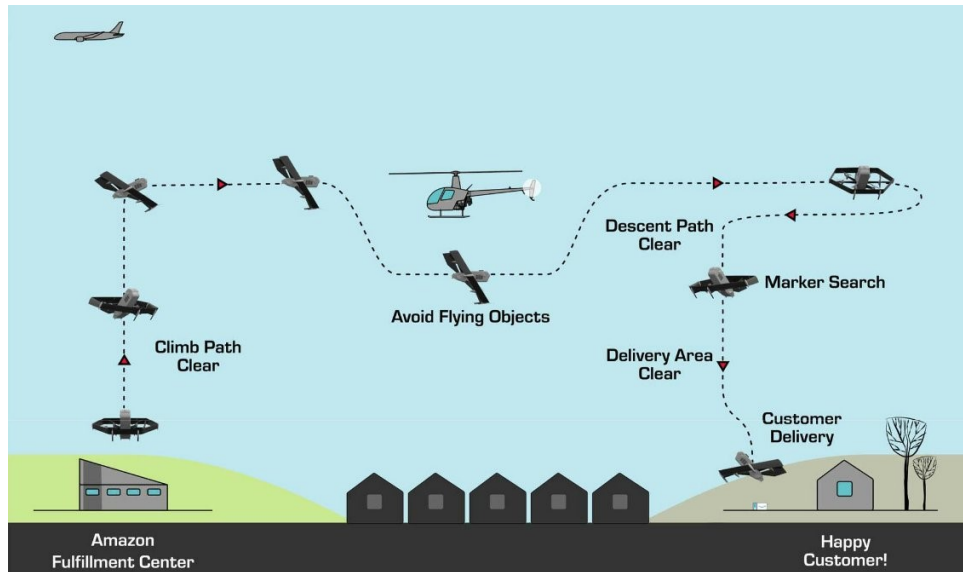 Descent Path
Clear
Marker Search
Avoid Flying Objects
Climb Path
Clear
Delivery Area
Clear
Customer
Delivery
Amazon
Fulfillment Center
Happy
Customer!